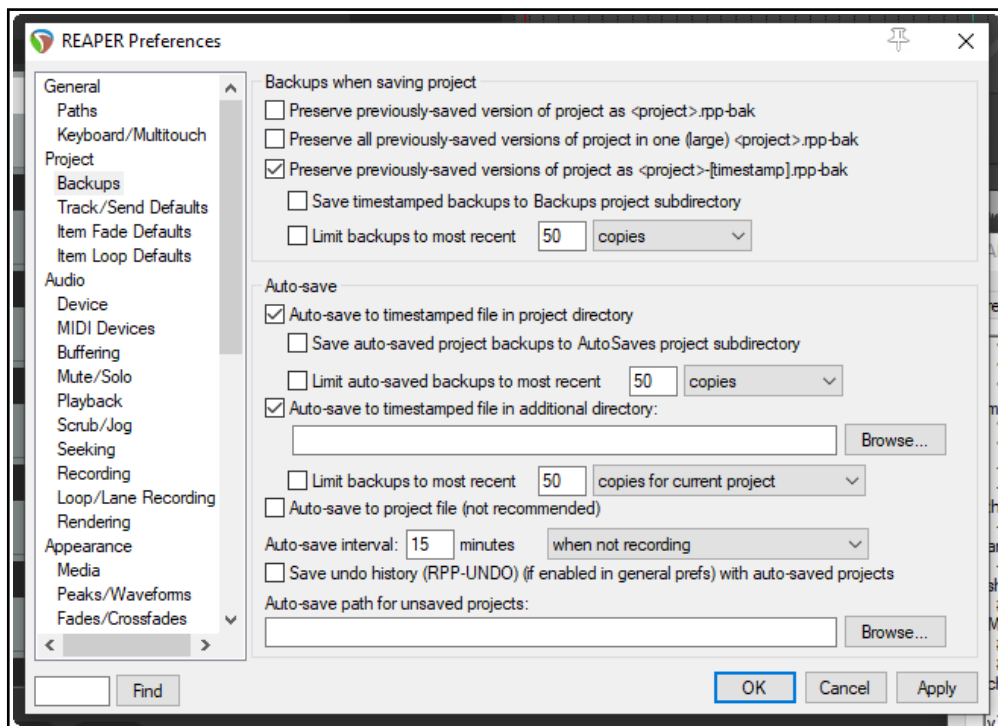 REAPER Preferences
General
Paths
Keyboard/Multitouch
Project
Backups
Track/Send Defaults
Item Fade Defaults
Item Loop Defaults
Audio
Device
MIDI Devices
Buffering
Mute/Solo
Playback
Scrub/Jog
Seeking
Recording
Loop/Lane Recording
Rendering
Appearance
Media
Peaks/Waveforms
Fades/Crossfades
Find
Backups when saving project
Preserve previously-saved version of project as <project>.rpp-bak
Preserve all previously-saved versions of project in one (large) <project>.rpp-bak
Preserve previously-saved versions of project as <project>-[timestamp].rpp-bak
Save timestamped backups to Backups project subdirectory
Limit backups to most recent 50 copies
Auto-save
Auto-save to timestamped file in project directory
Save auto-saved project backups to AutoSaves project subdirectory
Limit auto-saved backups to most recent 50 copies
Auto-save to timestamped file in additional directory:
Browse...
Limit backups to most recent 50 copies for current project
Auto-save to project file (not recommended)
Auto-save interval: 15 minutes when not recording
Save undo history (RPP-UNDO) (if enabled in general prefs) with auto-saved projects
Auto-save path for unsaved projects:
Browse...
OK Cancel Apply